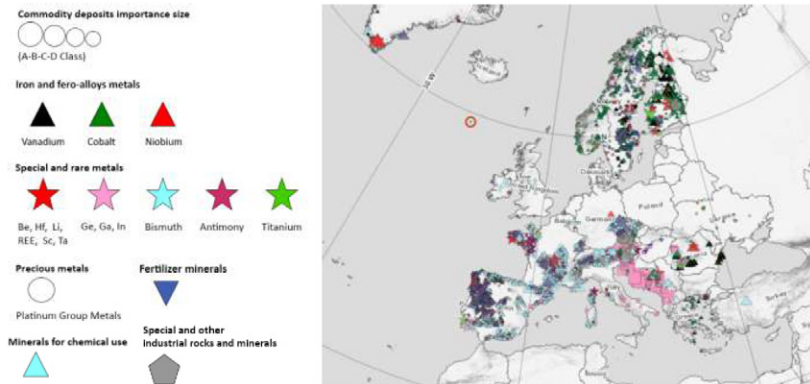 Commodity deposits importance size
(A-B-C-D Class)
Iron and fero-alloys metals
Vanadium
Cobalt
Niobium
Special and rare metals
Be, Hf, Li,
REE, Sc, Ta
Ge, Ga, In
Bismuth
Antimony
Titanium
Precious metals
Platinum Group Metals
Fertilizer minerals
Minerals for chemical use
Special and other
Industrial rocks and minerals
Denmark
Poland
Turkey